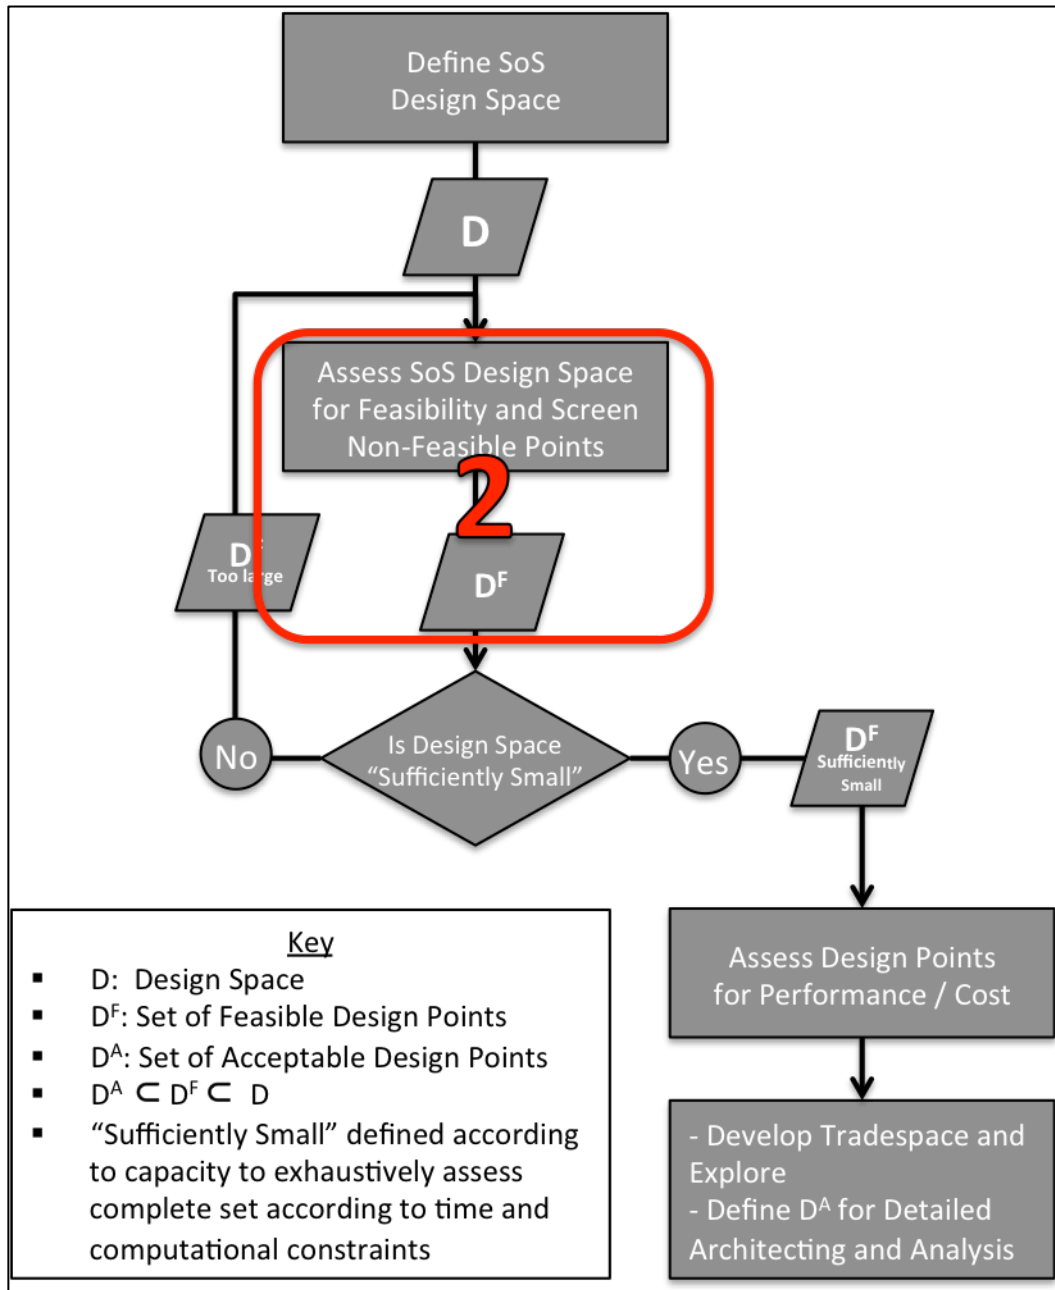 Define SoS
Design Space
D
Assess SoS Design Space
for Feasibility and Screen
Non-Feasible Points
2
Dᶠ
Too large
Dᶠ
No
Is Design Space
“Sufficiently Small”
Yes
Dᶠ
Sufficiently
Small
Assess Design Points
for Performance / Cost
- Develop Tradespace and
Explore
- Define Dᴬ for Detailed
Architecting and Analysis
Key
▪ D: Design Space
▪ Dᶠ: Set of Feasible Design Points
▪ Dᴬ: Set of Acceptable Design Points
▪ Dᴬ ⊂ Dᶠ ⊂ D
▪ “Sufficiently Small” defined according
to capacity to exhaustively assess
complete set according to time and
computational constraints